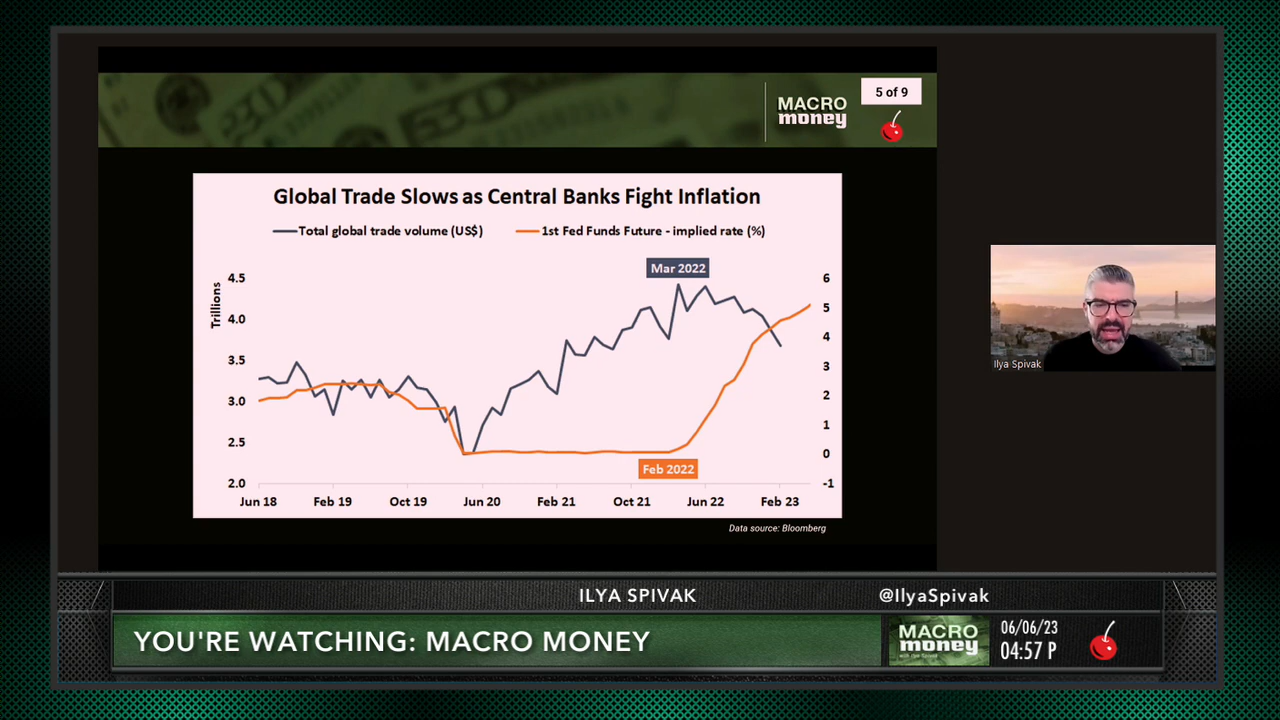 MACRO
money
5 of 9
Global Trade Slows as Central Banks Fight Inflation
Total global trade volume (US$)
1st Fed Funds Future - implied rate (%)
Mar 2022
Trillions
4.5
4.0
3.5
3.0
2.5
2.0
6
5
4
3
2
1
0
-1
Feb 2022
Jun 18
Feb 19
Oct 19
Jun 20
Feb 21
Oct 21
Jun 22
Feb 23
Data source: Bloomberg
Ilya Spivak
ILYA SPIVAK
@IlyaSpivak
YOU'RE WATCHING: MACRO MONEY
MACRO
money
06/06/23
04:57 P